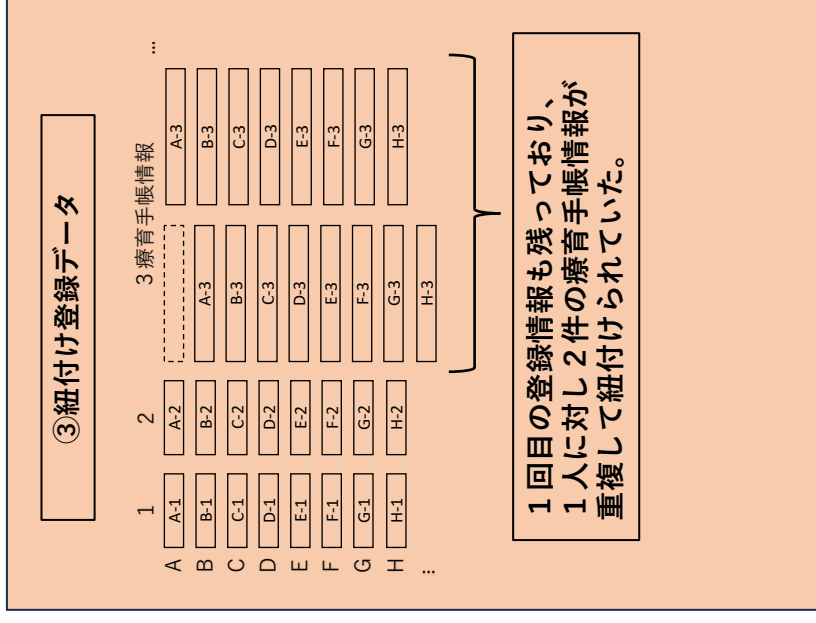 ③紐付け登録データ
1 2 3療育手帳情報 …
A A-1 A-2 A-3
B B-1 B-2 A-3 B-3
C C-1 C-2 B-3 C-3
D D-1 D-2 C-3 D-3
E E-1 E-2 D-3 E-3
F F-1 F-2 E-3 F-3
G G-1 G-2 F-3 G-3
H H-1 H-2 G-3 H-3
… H-3
1回目の登録情報も残っており、
1人に対し2件の療育手帳情報が
重複して紐付けられていた。